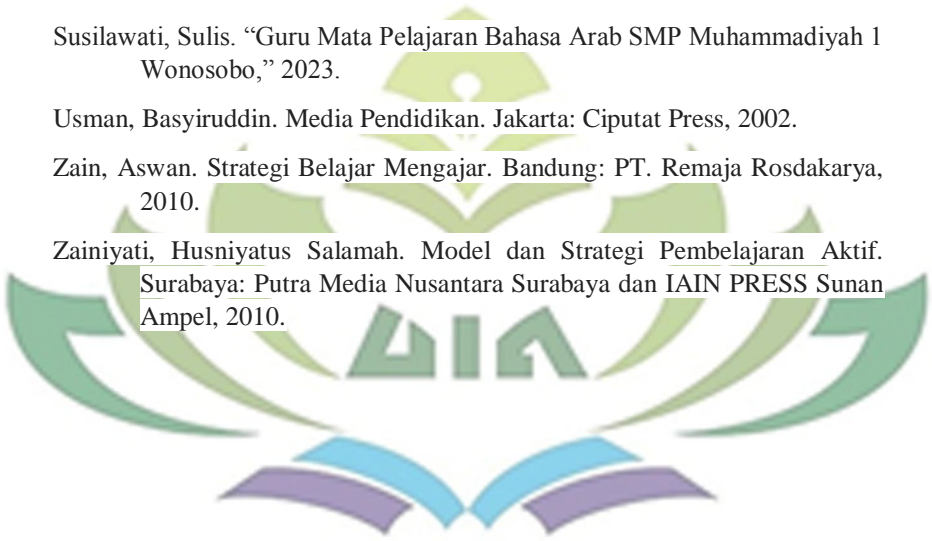 Susilawati, Sulis. “Guru Mata Pelajaran Bahasa Arab SMP Muhammadiyah 1
Wonosobo,” 2023.
Usman, Basyiruddin. Media Pendidikan. Jakarta: Ciputat Press, 2002.
Zain, Aswan. Strategi Belajar Mengajar. Bandung: PT. Remaja Rosdakarya,
2010.
Zainiyati, Husniyatus Salamah. Model dan Strategi Pembelajaran Aktif.
Surabaya: Putra Media Nusantara Surabaya dan IAIN PRESS Sunan
Ampel, 2010.
UIN